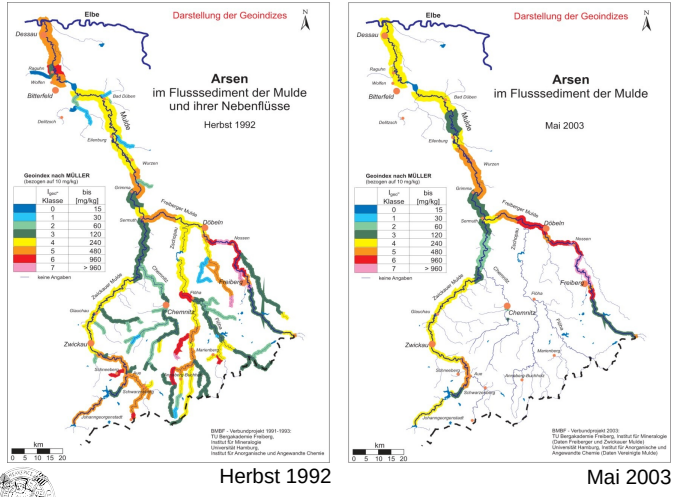 Elbe
Darstellung der Geoindizes
N
Dessau
Raguhn
Wolfen
Bitterfeld
Bad Düben
Delitzsch
Mulde
Eilenburg
Arsen
im Flusssediment der Mulde
und ihrer Nebenflüsse
Herbst 1992
Wurzen
Grimma
Geoindex nach MÜLLER
(bezogen auf 10 mg/kg)
Igeo- Klasse bis [mg/kg]
0 15
1 30
2 60
3 120
4 240
5 480
6 960
7 > 960
keine Angaben
Sermuth
Freiberger Mulde
Döbeln
Zschopau
Nossen
Freiberg
Zwickauer Mulde
Chemnitz
Flöha
Chemnitz
Flöha
Glauchau
Zwickau
Marienberg
Schneeberg
Aue
Annaberg-Buchholz
Schwarzenberg
Johanngeorgenstadt
km
0 5 10 15 20
BMBF - Verbundprojekt 1991-1993:
TU Bergakademie Freiberg,
Institut für Mineralogie
Universität Hamburg,
Institut für Anorganische und Angewandte Chemie
Herbst 1992
Elbe
Darstellung der Geoindizes
N
Dessau
Raguhn
Wolfen
Bitterfeld
Bad Düben
Delitzsch
Mulde
Eilenburg
Arsen
im Flusssediment der Mulde
Mai 2003
Wurzen
Grimma
Geoindex nach MÜLLER
(bezogen auf 10 mg/kg)
Igeo- Klasse bis [mg/kg]
0 15
1 30
2 60
3 120
4 240
5 480
6 960
7 > 960
keine Angaben
Sermuth
Freiberger Mulde
Döbeln
Zschopau
Nossen
Freiberg
Zwickauer Mulde
Chemnitz
Flöha
Chemnitz
Flöha
Glauchau
Zwickau
Marienberg
Schneeberg
Aue
Annaberg-Buchholz
Schwarzenberg
Johanngeorgenstadt
km
0 5 10 15 20
BMBF - Verbundprojekt 2003:
TU Bergakademie Freiberg, Institut für Mineralogie
(Daten Freiberger und Zwickauer Mulde)
Universität Hamburg, Institut für Anorganische und
Angewandte Chemie (Daten Vereinigte Mulde)
Mai 2003